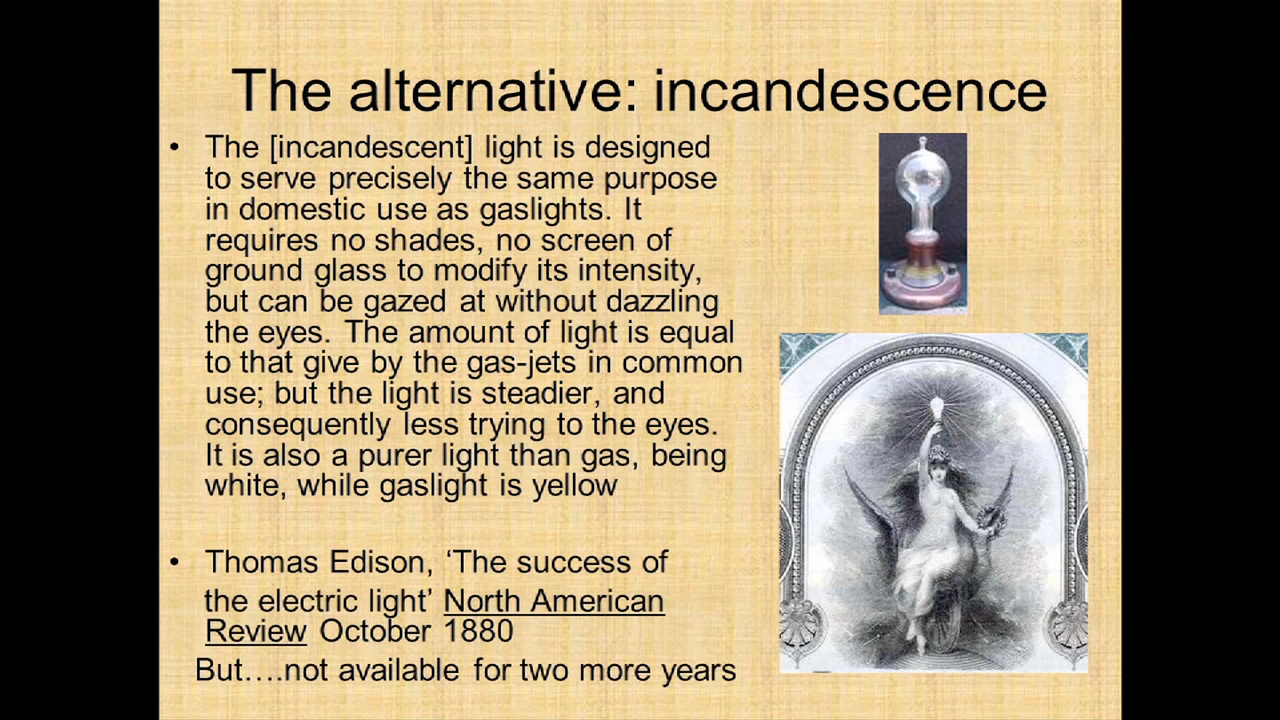 The alternative: incandescence
• The [incandescent] light is designed
to serve precisely the same purpose
in domestic use as gaslights. It
requires no shades, no screen of
ground glass to modify its intensity,
but can be gazed at without dazzling
the eyes. The amount of light is equal
to that give by the gas-jets in common
use; but the light is steadier, and
consequently less trying to the eyes.
It is also a purer light than gas, being
white, while gaslight is yellow
• Thomas Edison, ‘The success of
the electric light’ North American
Review October 1880
But….not available for two more years